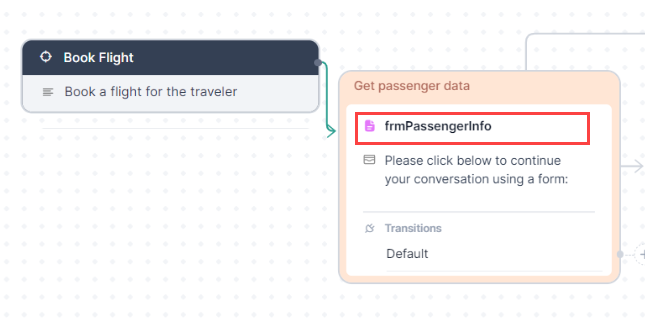 Book Flight
Book a flight for the traveler
Get passenger data
frmPassengerInfo
Please click below to continue
your conversation using a form:
Transitions
Default